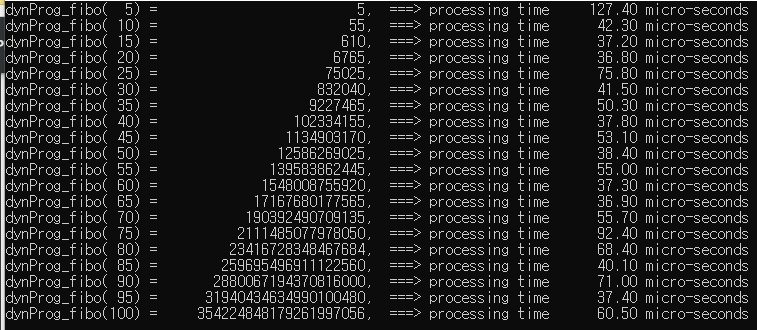 dynProg_fibo(  5) =                     5,  ===> processing time    127.40 micro-seconds
dynProg_fibo( 10) =                    55,  ===> processing time     42.30 micro-seconds
dynProg_fibo( 15) =                   610,  ===> processing time     37.20 micro-seconds
dynProg_fibo( 20) =                  6765,  ===> processing time     36.80 micro-seconds
dynProg_fibo( 25) =                 75025,  ===> processing time     75.80 micro-seconds
dynProg_fibo( 30) =                832040,  ===> processing time     41.50 micro-seconds
dynProg_fibo( 35) =               9227465,  ===> processing time     50.30 micro-seconds
dynProg_fibo( 40) =             102334155,  ===> processing time     37.80 micro-seconds
dynProg_fibo( 45) =            1134903170,  ===> processing time     53.10 micro-seconds
dynProg_fibo( 50) =           12586269025,  ===> processing time     38.40 micro-seconds
dynProg_fibo( 55) =          139583862445,  ===> processing time     55.00 micro-seconds
dynProg_fibo( 60) =         1548008755920,  ===> processing time     37.30 micro-seconds
dynProg_fibo( 65) =        17167680177565,  ===> processing time     36.90 micro-seconds
dynProg_fibo( 70) =       190392490709135,  ===> processing time     55.70 micro-seconds
dynProg_fibo( 75) =      2111485077978050,  ===> processing time     92.40 micro-seconds
dynProg_fibo( 80) =     23416728348467684,  ===> processing time     68.40 micro-seconds
dynProg_fibo( 85) =    259695496911122560,  ===> processing time     40.10 micro-seconds
dynProg_fibo( 90) =   2880067194370816000,  ===> processing time     71.00 micro-seconds
dynProg_fibo( 95) =  31940434634990100480,  ===> processing time     37.40 micro-seconds
dynProg_fibo(100) = 354224848179261997056,  ===> processing time     60.50 micro-seconds